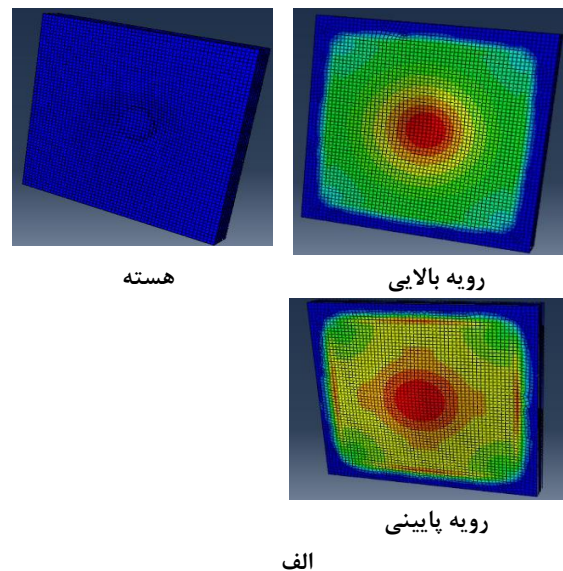 رویه بالایی
هسته
رویه پایینی
الف